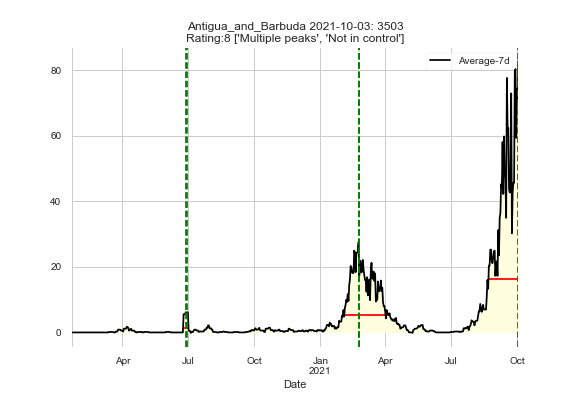 Antigua_and_Barbuda 2021-10-03: 3503
Rating:8 ['Multiple peaks', 'Not in control']
Average-7d
80
60
40
20
0
Apr Jul Oct Jan Apr Jul Oct
2021
Date